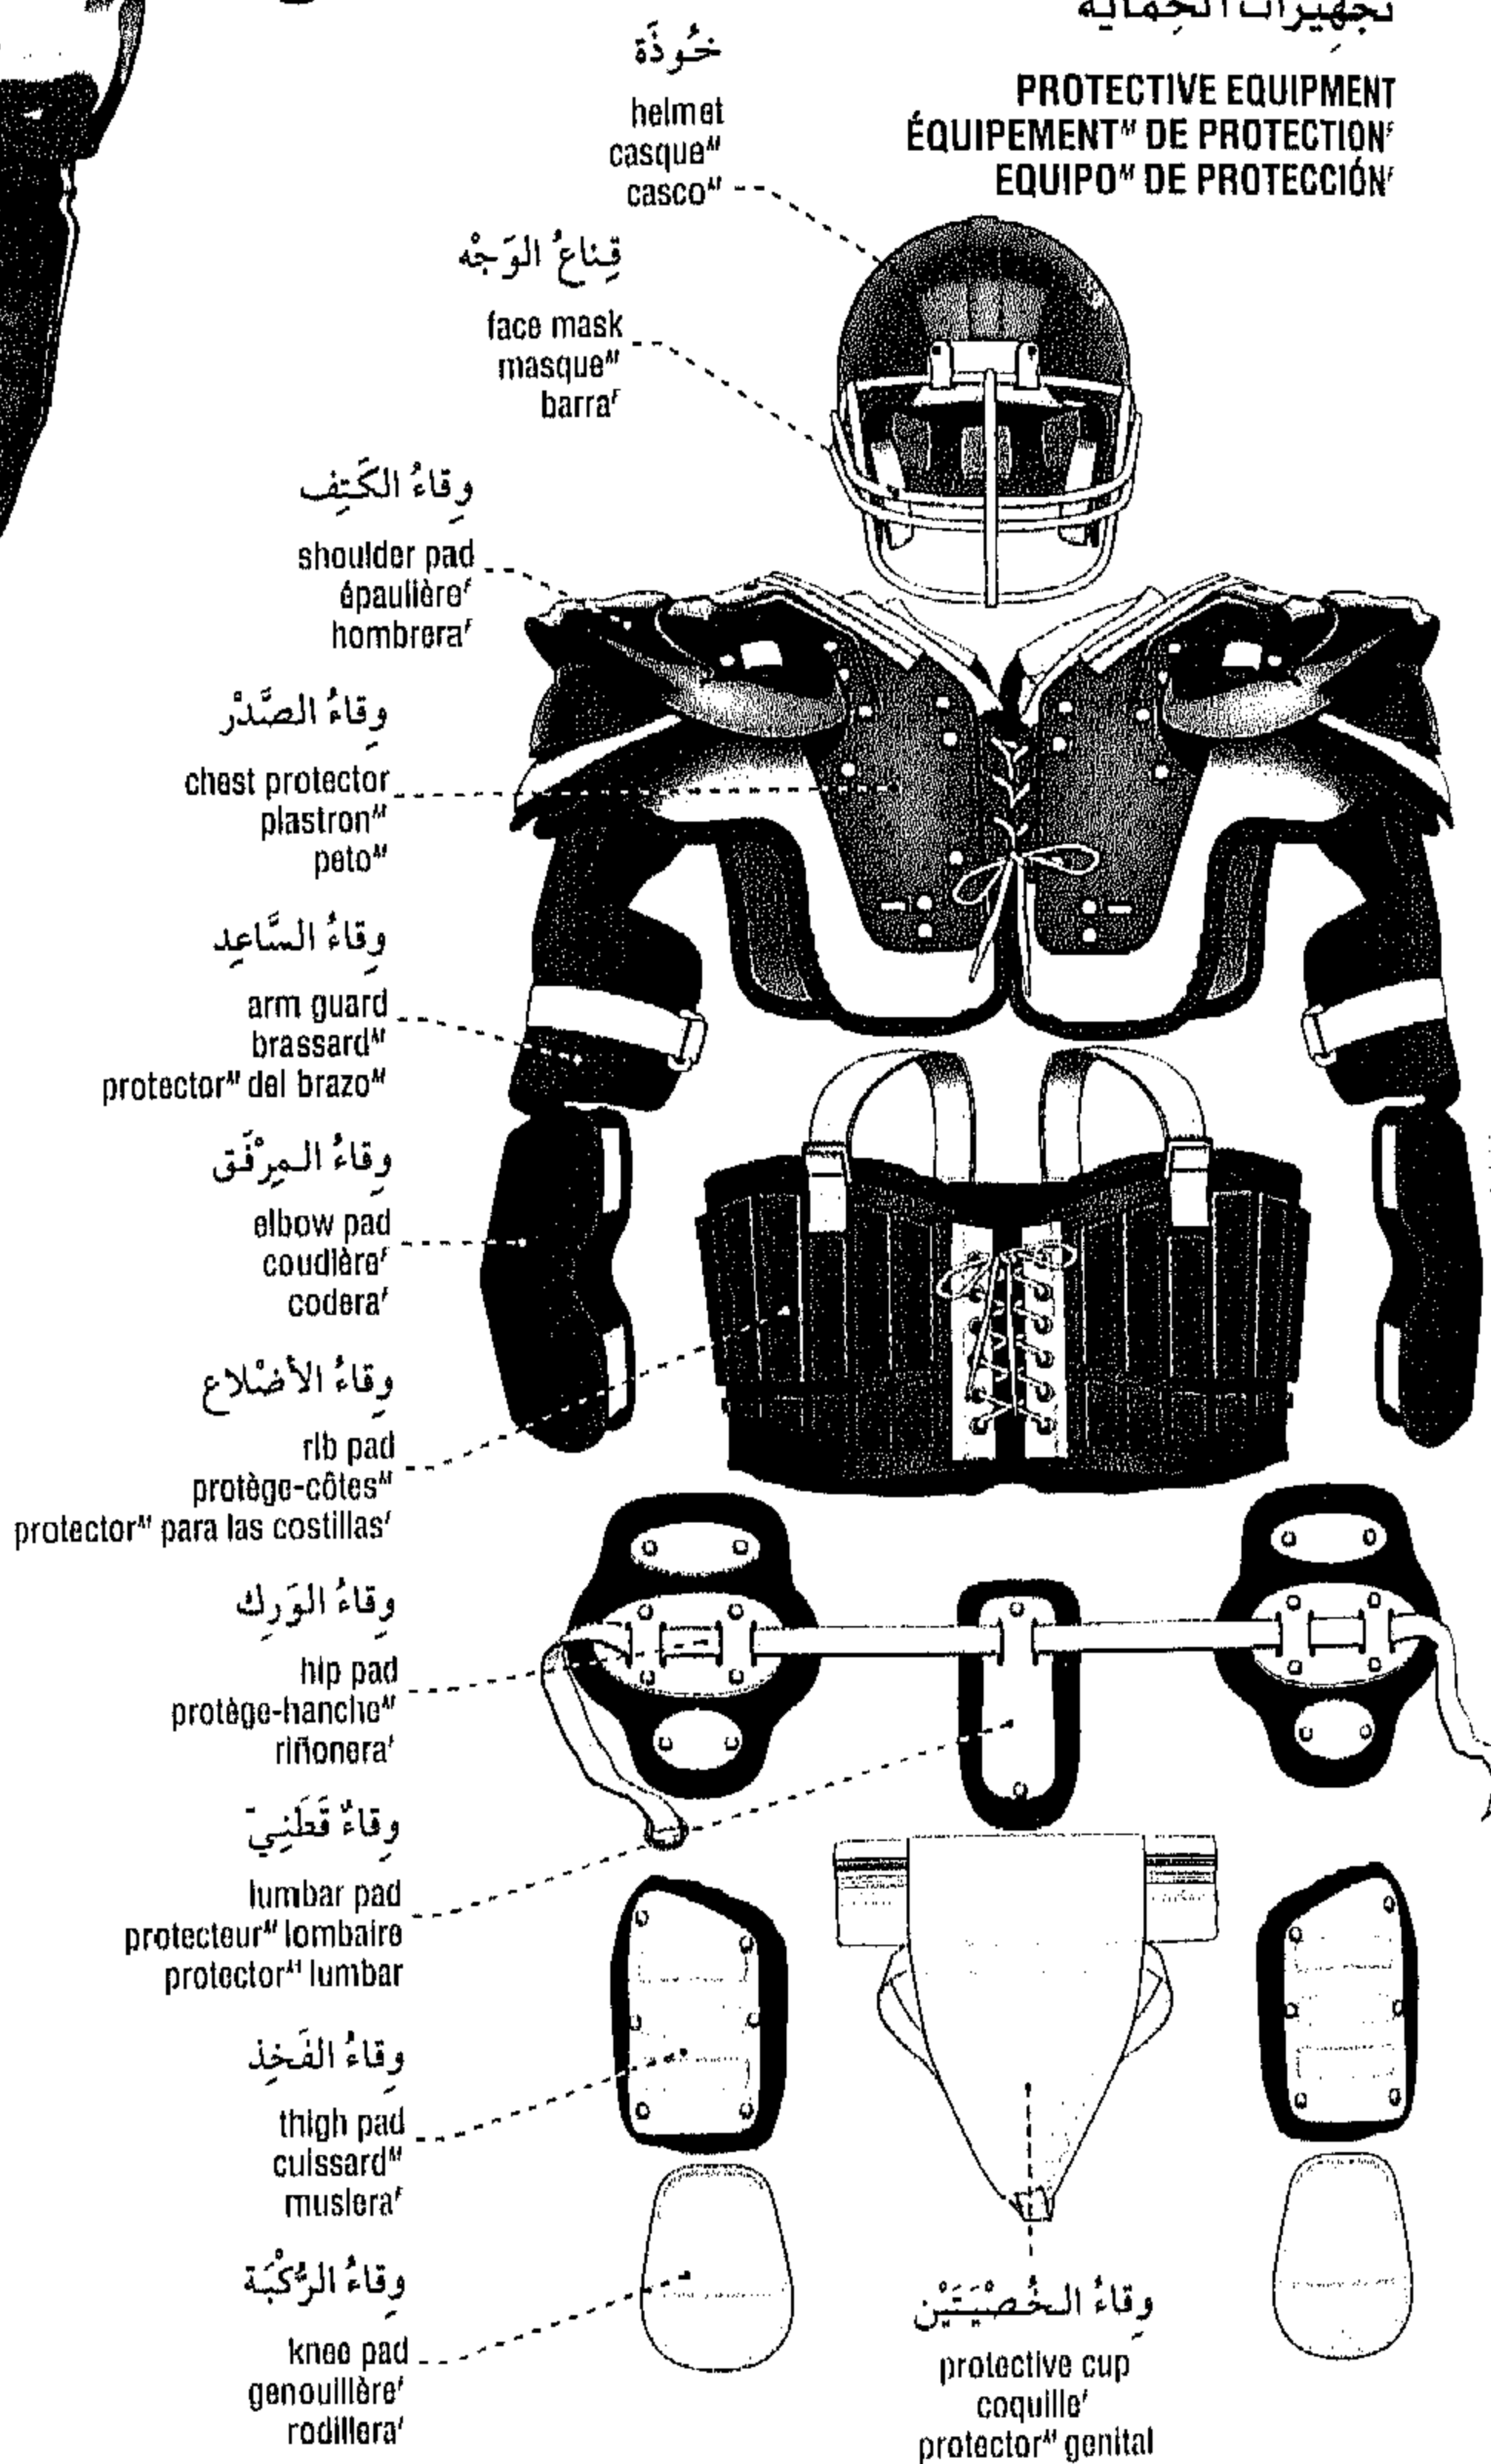 تجهيزات الحماية
PROTECTIVE EQUIPMENT
ÉQUIPEMENTᴹ DE PROTECTIONᶠ
EQUIPOᴹ DE PROTECCIÓNᶠ
خُوذَة
helmet
casqueᴹ
cascoᴹ
قِناعُ الوَجْه
face mask
masqueᴹ
barraᶠ
وِقاءُ الكَتِف
shoulder pad
épaulièreᶠ
hombreraᶠ
وِقاءُ الصَّدْر
chest protector
plastronᴹ
petoᴹ
وِقاءُ السَّاعِد
arm guard
brassardᴹ
protectorᴹ del brazoᴹ
وِقاءُ المِرْفَق
elbow pad
coudièreᶠ
coderaᶠ
وِقاءُ الأضْلاع
rib pad
protège-côtesᴹ
protectorᴹ para las costillasᶠ
وِقاءُ الوَرِك
hip pad
protège-hancheᴹ
riñoneraᶠ
وِقاءٌ قَطَنِيّ
lumbar pad
protecteurᴹ lombaire
protectorᴹ lumbar
وِقاءُ الفَخِذ
thigh pad
cuissardᴹ
musleraᶠ
وِقاءُ الرُّكْبَة
knee pad
genouillèreᶠ
rodilleraᶠ
وِقاءُ الخُصْيَتَيْن
protective cup
coquilleᶠ
protectorᴹ genital